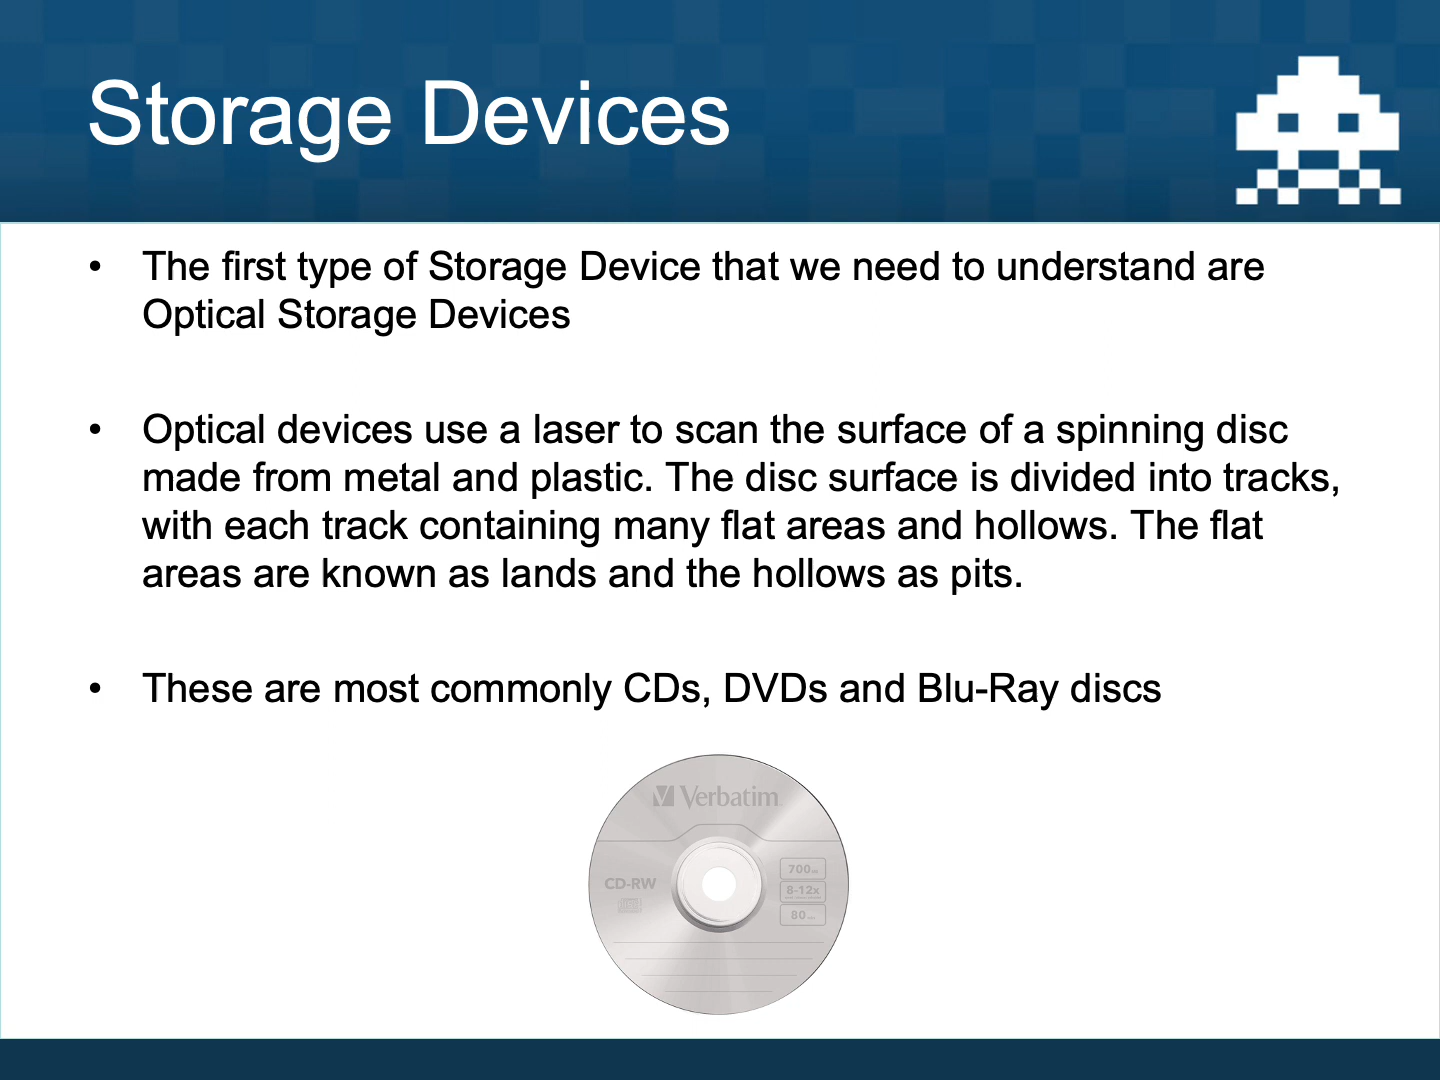 Storage Devices
• The first type of Storage Device that we need to understand are
Optical Storage Devices
• Optical devices use a laser to scan the surface of a spinning disc
made from metal and plastic. The disc surface is divided into tracks,
with each track containing many flat areas and hollows. The flat
areas are known as lands and the hollows as pits.
• These are most commonly CDs, DVDs and Blu-Ray discs
Verbatim
CD-RW
700
8-12x
80